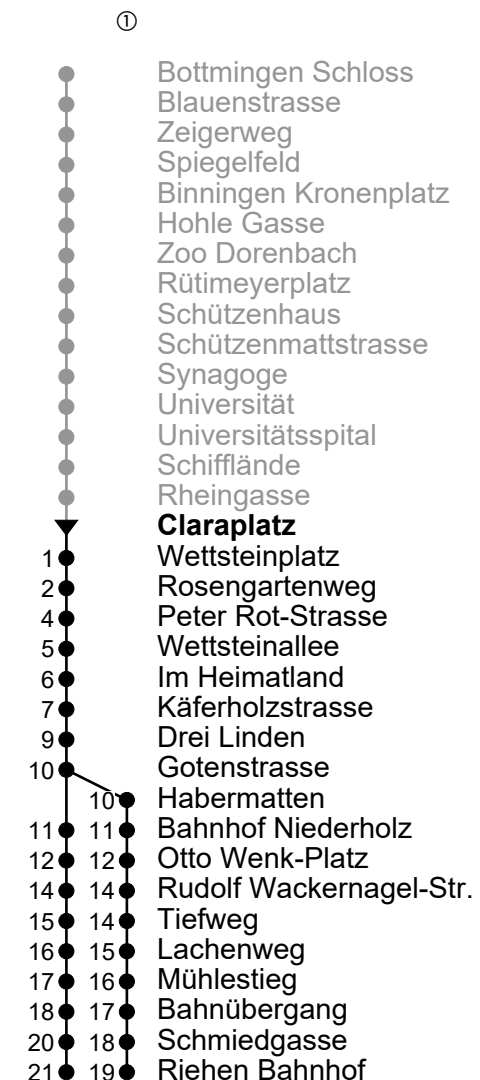 ①
Bottmingen Schloss
Blauenstrasse
Zeigerweg
Spiegelfeld
Binningen Kronenplatz
Hohle Gasse
Zoo Dorenbach
Rütimeyerplatz
Schützenhaus
Schützenmattstrasse
Synagoge
Universität
Universitätsspital
Schifflände
Rheingasse
Claraplatz
1 Wettsteinplatz
2 Rosengartenweg
4 Peter Rot-Strasse
5 Wettsteinallee
6 Im Heimatland
7 Käferholzstrasse
9 Drei Linden
10 Gotenstrasse
10 Habermatten
11 11 Bahnhof Niederholz
12 12 Otto Wenk-Platz
14 14 Rudolf Wackernagel-Str.
15 14 Tiefweg
16 15 Lachenweg
17 16 Mühlestieg
18 17 Bahnübergang
20 18 Schmiedgasse
21 19 Riehen Bahnhof